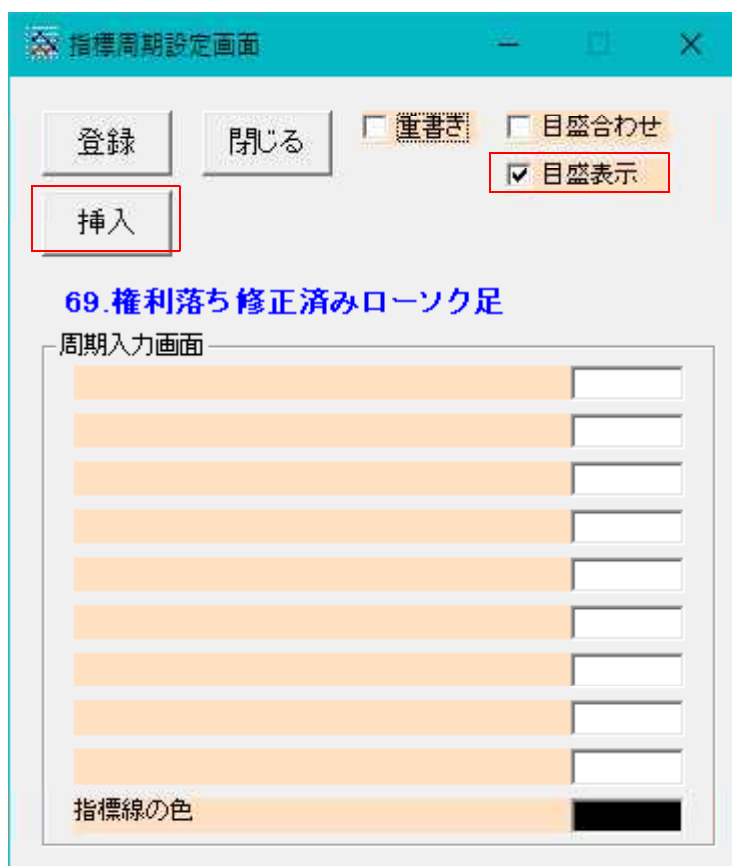 指標周期設定画面
登録
閉じる
重書き
目盛合わせ
目盛表示
挿入
69.権利落ち修正済みローソク足
周期入力画面
指標線の色